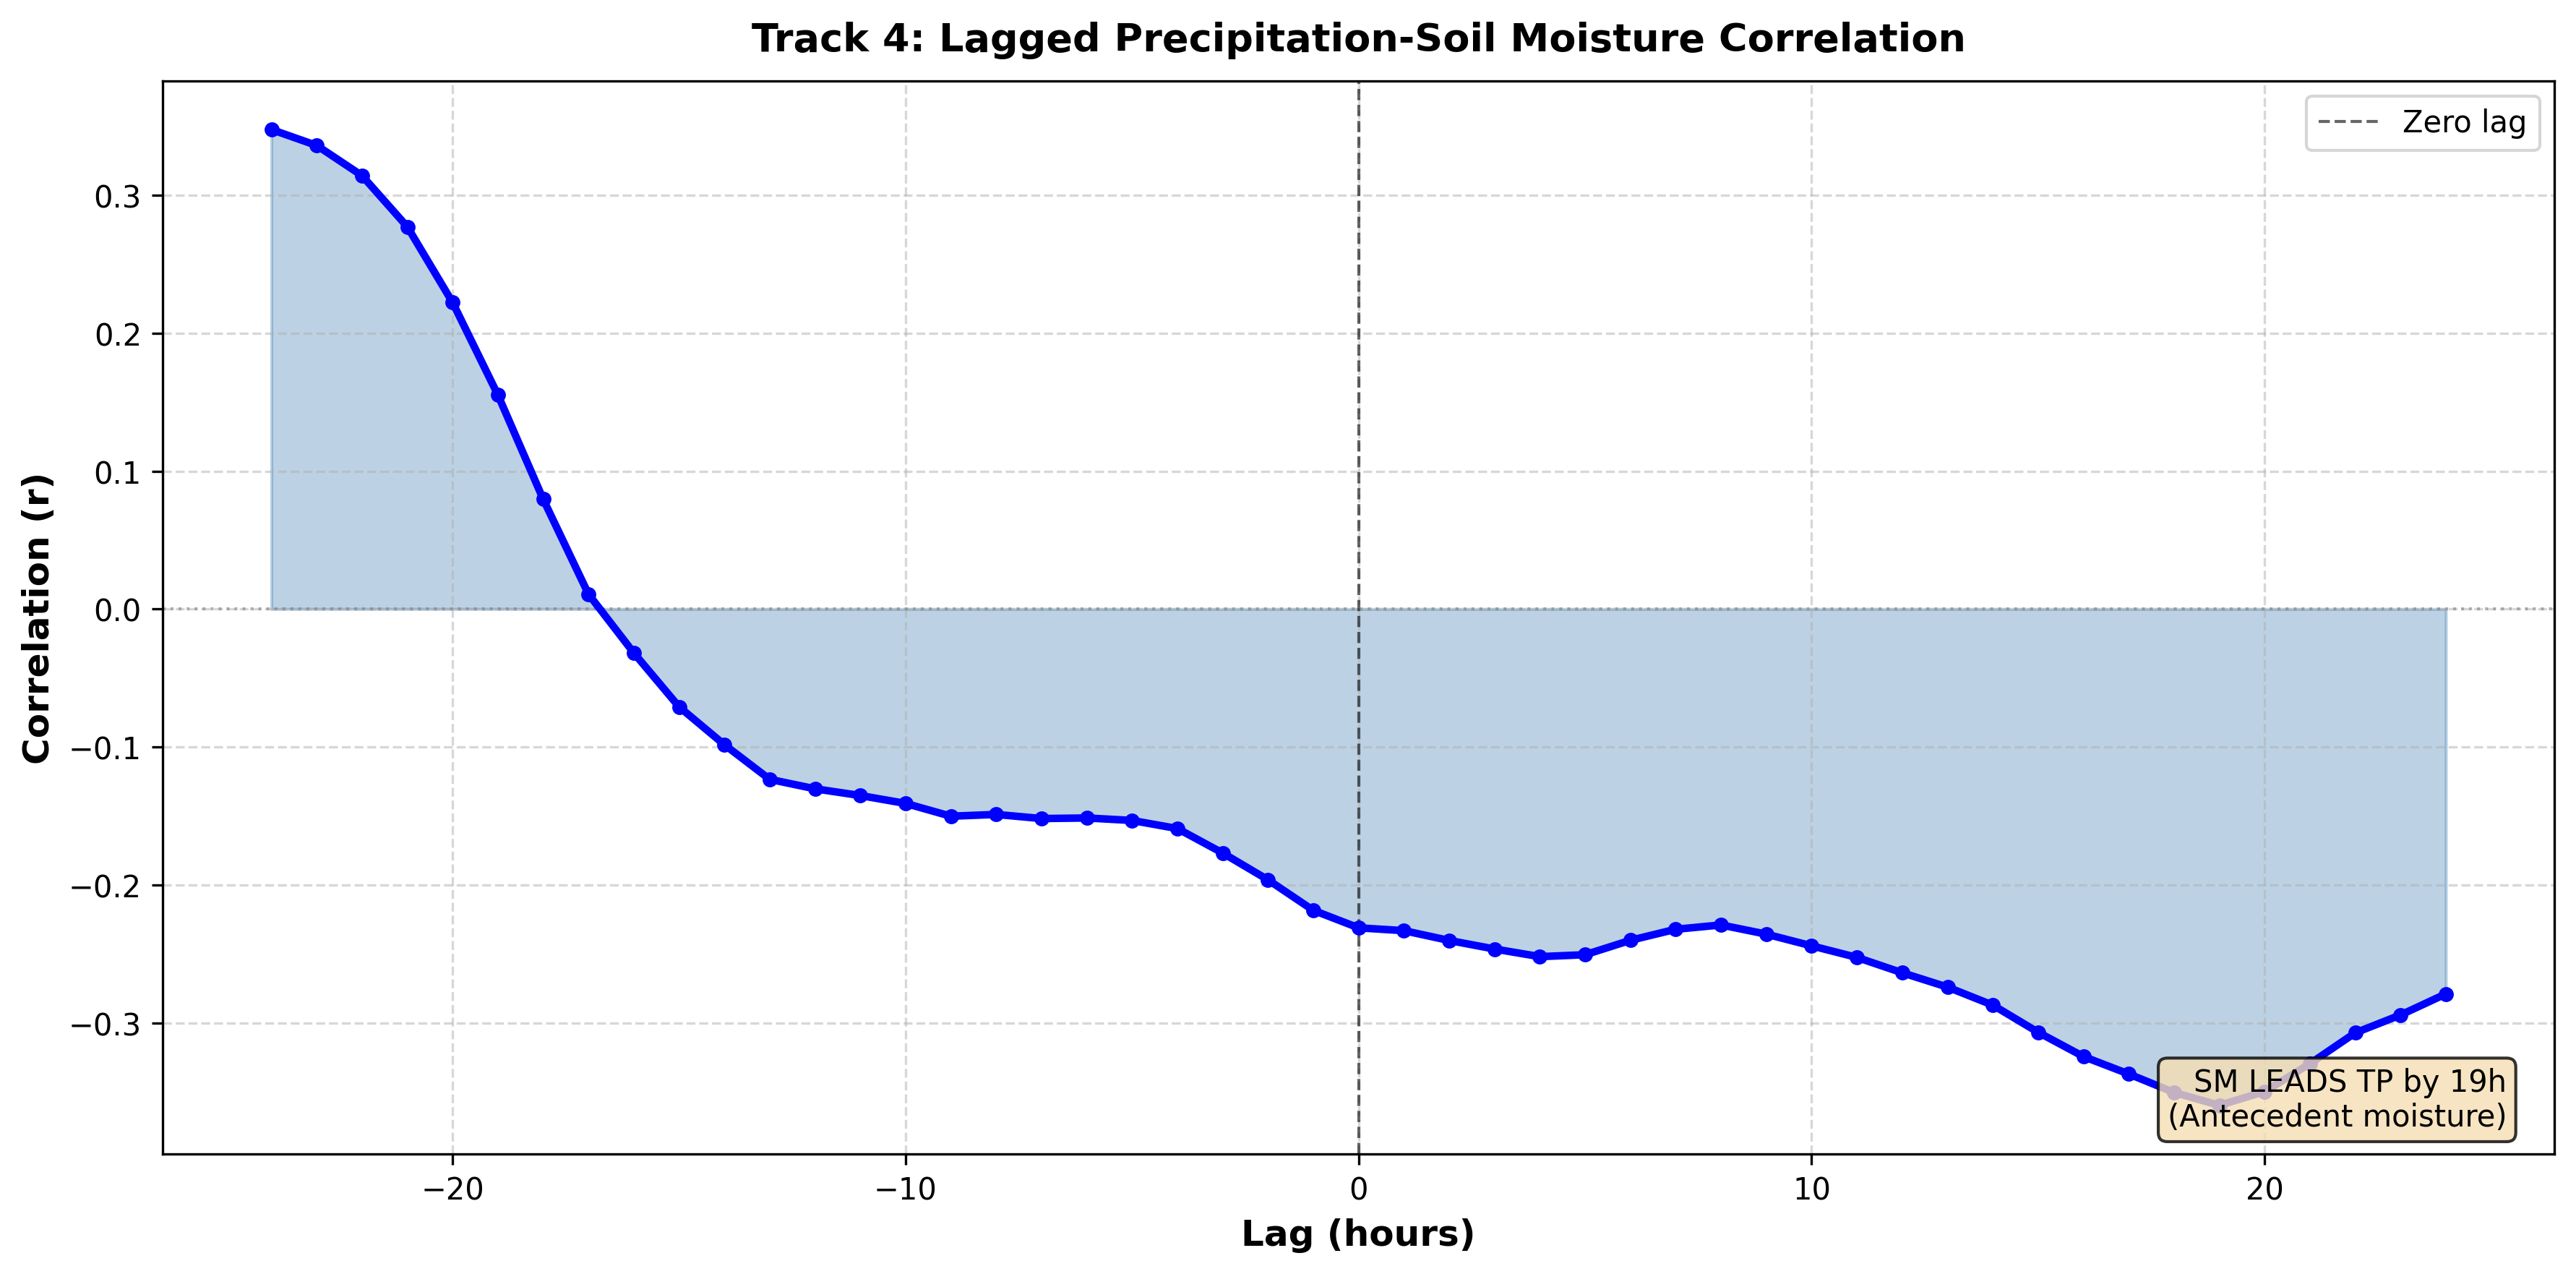 Track 4: Lagged Precipitation-Soil Moisture Correlation
Zero lag
Correlation (r)
0.3
0.2
0.1
0.0
−0.1
−0.2
−0.3
SM LEADS TP by 19h
(Antecedent moisture)
−20
−10
0
10
20
Lag (hours)